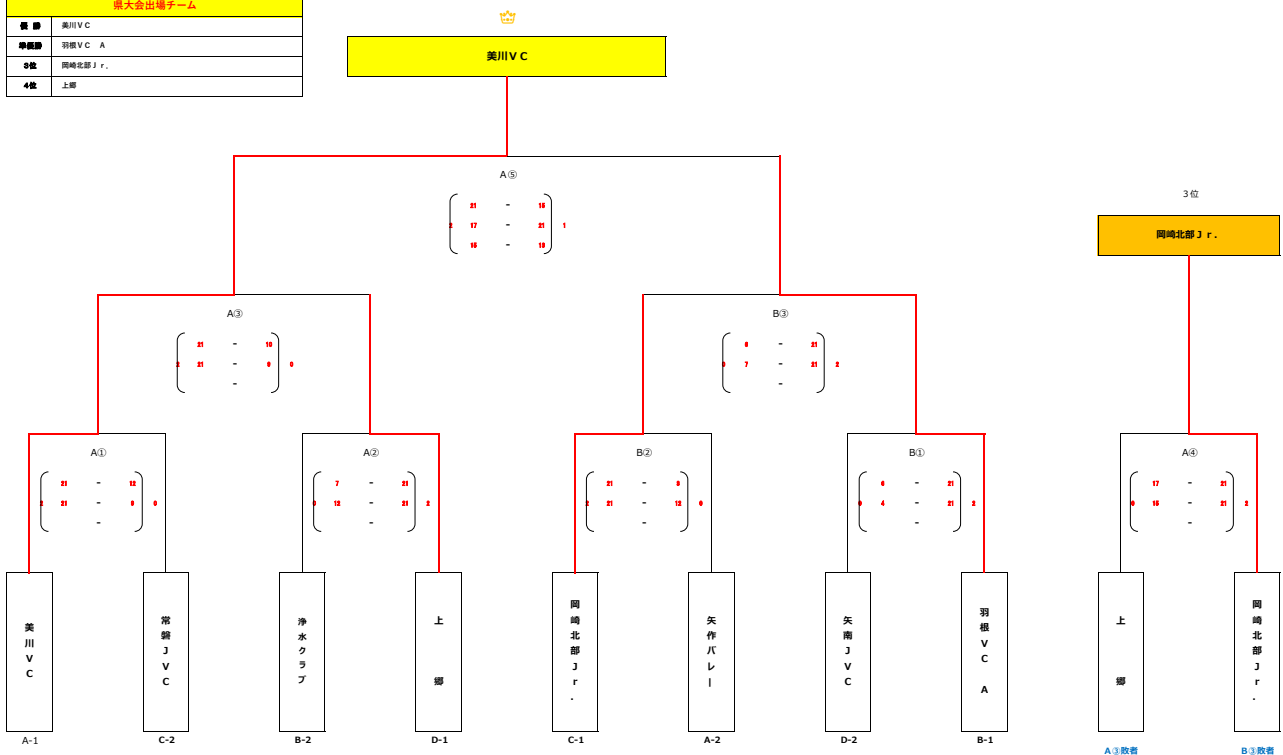 県大会出場チーム
優 勝 美川ＶＣ
準優勝 羽根ＶＣ Ａ
3位 岡崎北部Ｊｒ．
4位 上郷
美川ＶＣ
A⑤
21 - 15
2 17 - 21 1
15 - 13
３位
岡崎北部Ｊｒ．
A③
21 - 10
2 21 - 9 0
-
B③
6 - 21
0 7 - 21 2
-
A①
21 - 12
2 21 - 9 0
-
A②
7 - 21
0 12 - 21 2
-
B②
21 - 8
2 21 - 12 0
-
B①
6 - 21
0 4 - 21 2
-
A④
17 - 21
0 15 - 21 2
-
美川ＶＣ
常磐ＪＶＣ
浄水クラブ
上 郷
岡崎北部Ｊｒ．
矢作バレー
矢南ＪＶＣ
羽根ＶＣ Ａ
上 郷
岡崎北部Ｊｒ．
A-1 C-2 B-2 D-1 C-1 A-2 D-2 B-1 A③敗者 B③敗者